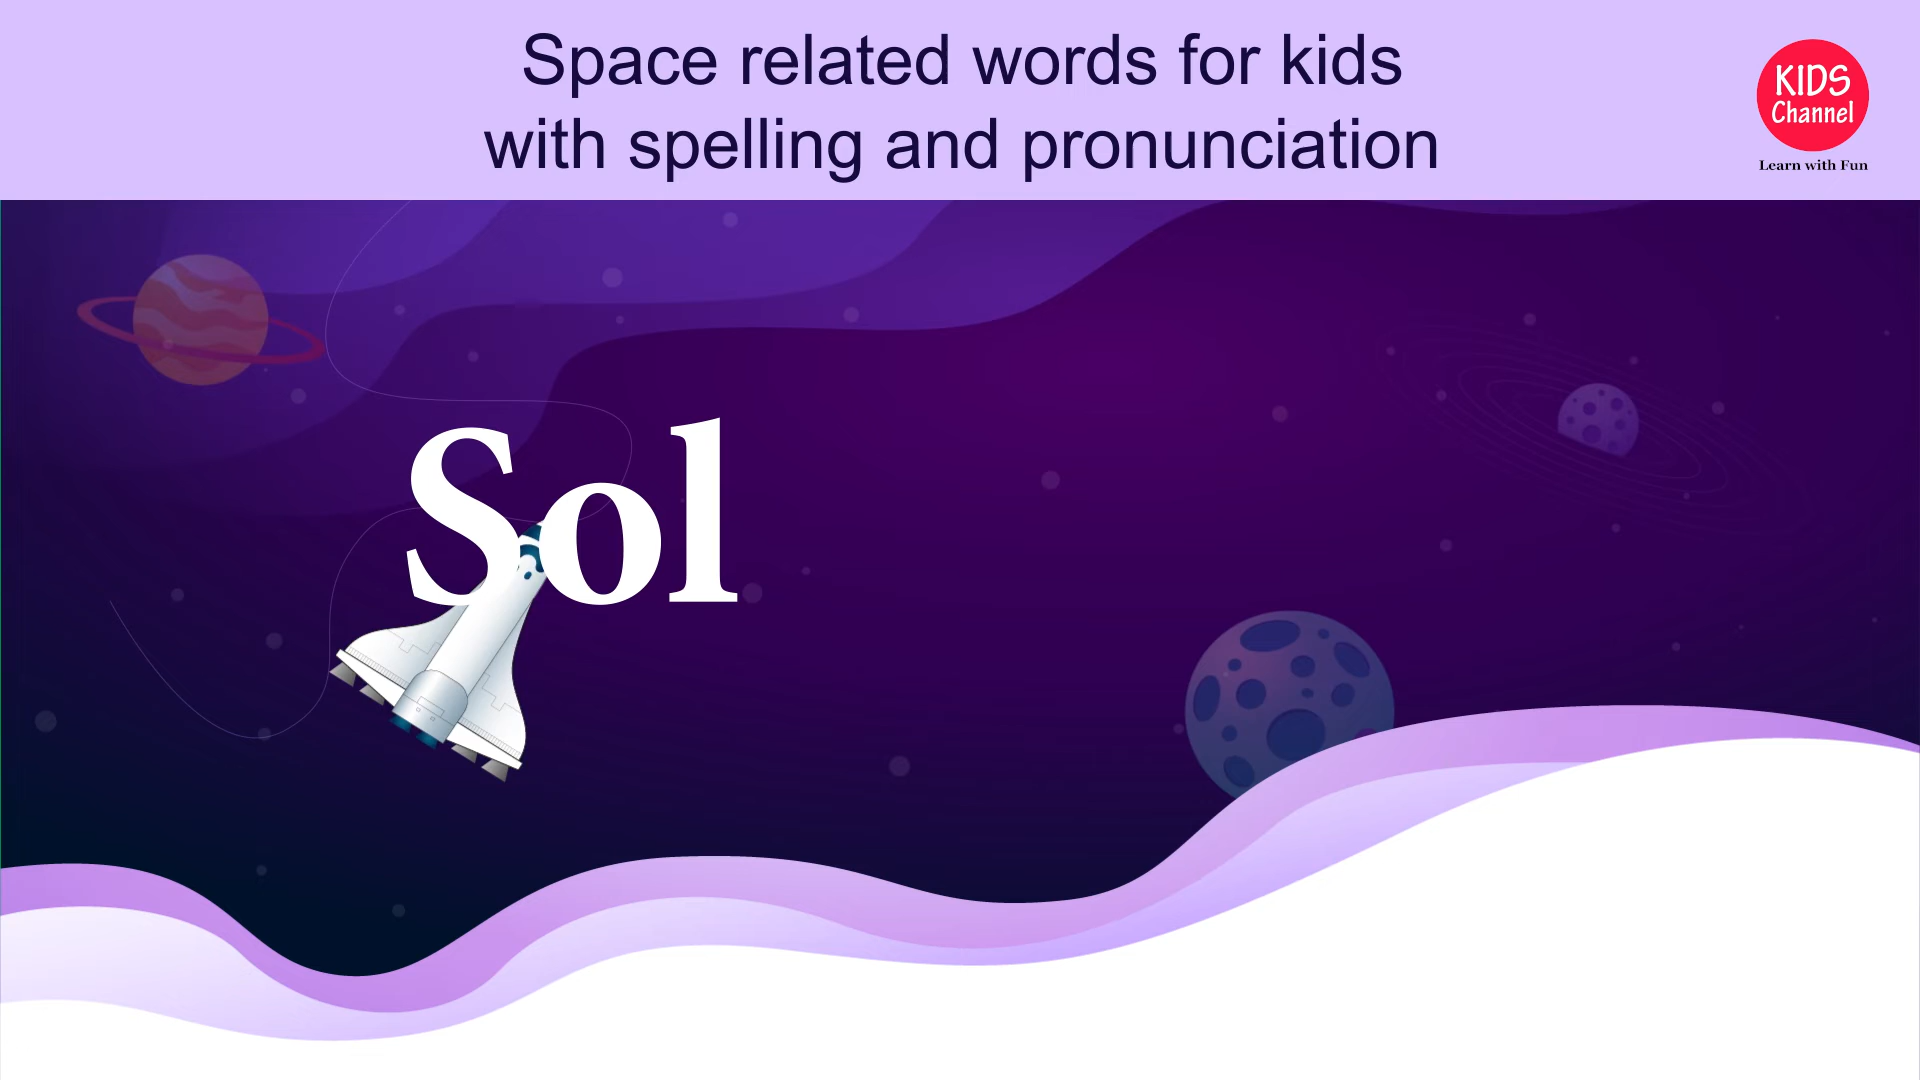 Space related words for kids
with spelling and pronunciation
KIDS
Channel
Learn with Fun
Sol